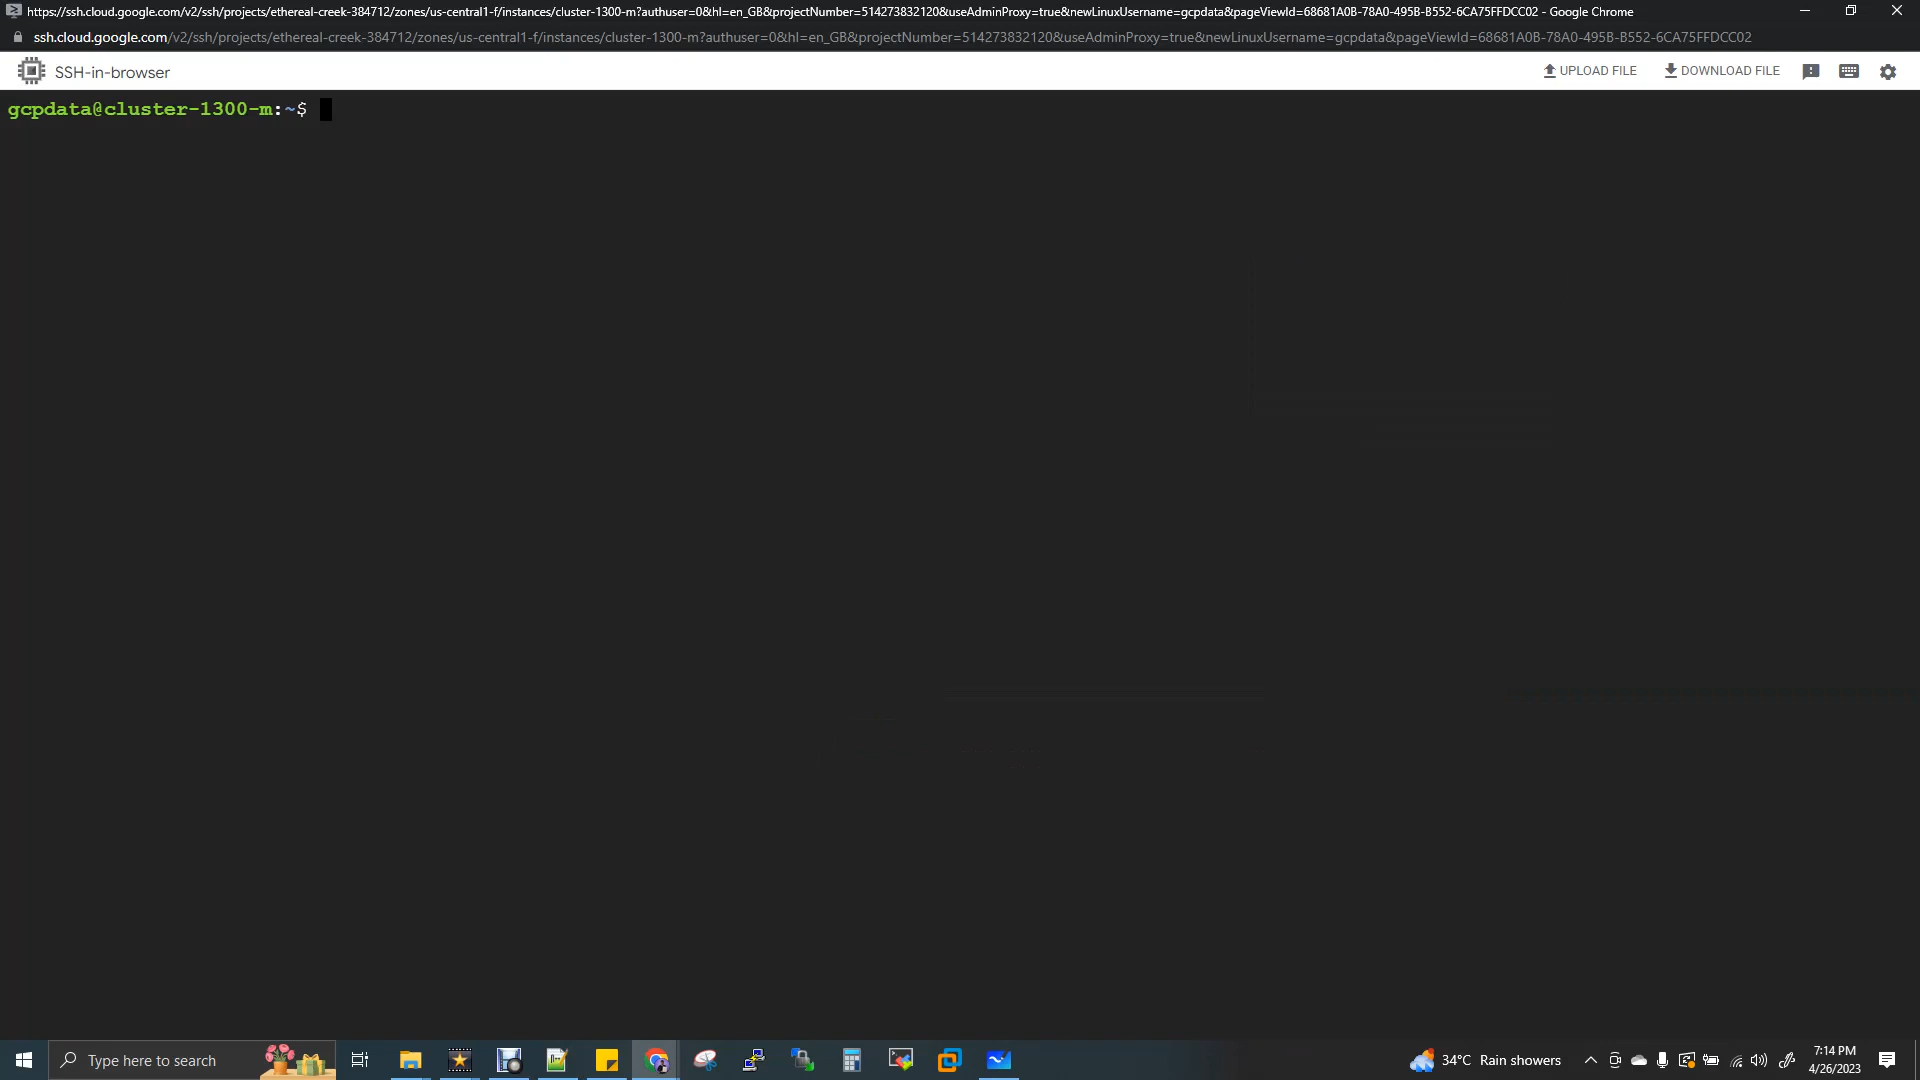 https://ssh.cloud.google.com/v2/ssh/projects/ethereal-creek-384712/zones/us-central1-f/instances/cluster-1300-m?authuser=0&hl=en_GB&projectNumber=514273832120&useAdminProxy=true&newLinuxUsername=gcpdata&pageViewId=68681A0B-78A0-495B-B552-6CA75FFDCC02 - Google Chrome
ssh.cloud.google.com/v2/ssh/projects/ethereal-creek-384712/zones/us-central1-f/instances/cluster-1300-m?authuser=0&hl=en_GB&projectNumber=514273832120&useAdminProxy=true&newLinuxUsername=gcpdata&pageViewId=68681A0B-78A0-495B-B552-6CA75FFDCC02
SSH-in-browser
UPLOAD FILE
DOWNLOAD FILE
gcpdata@cluster-1300-m:~$
Type here to search
34°C Rain showers
7:14 PM
4/26/2023